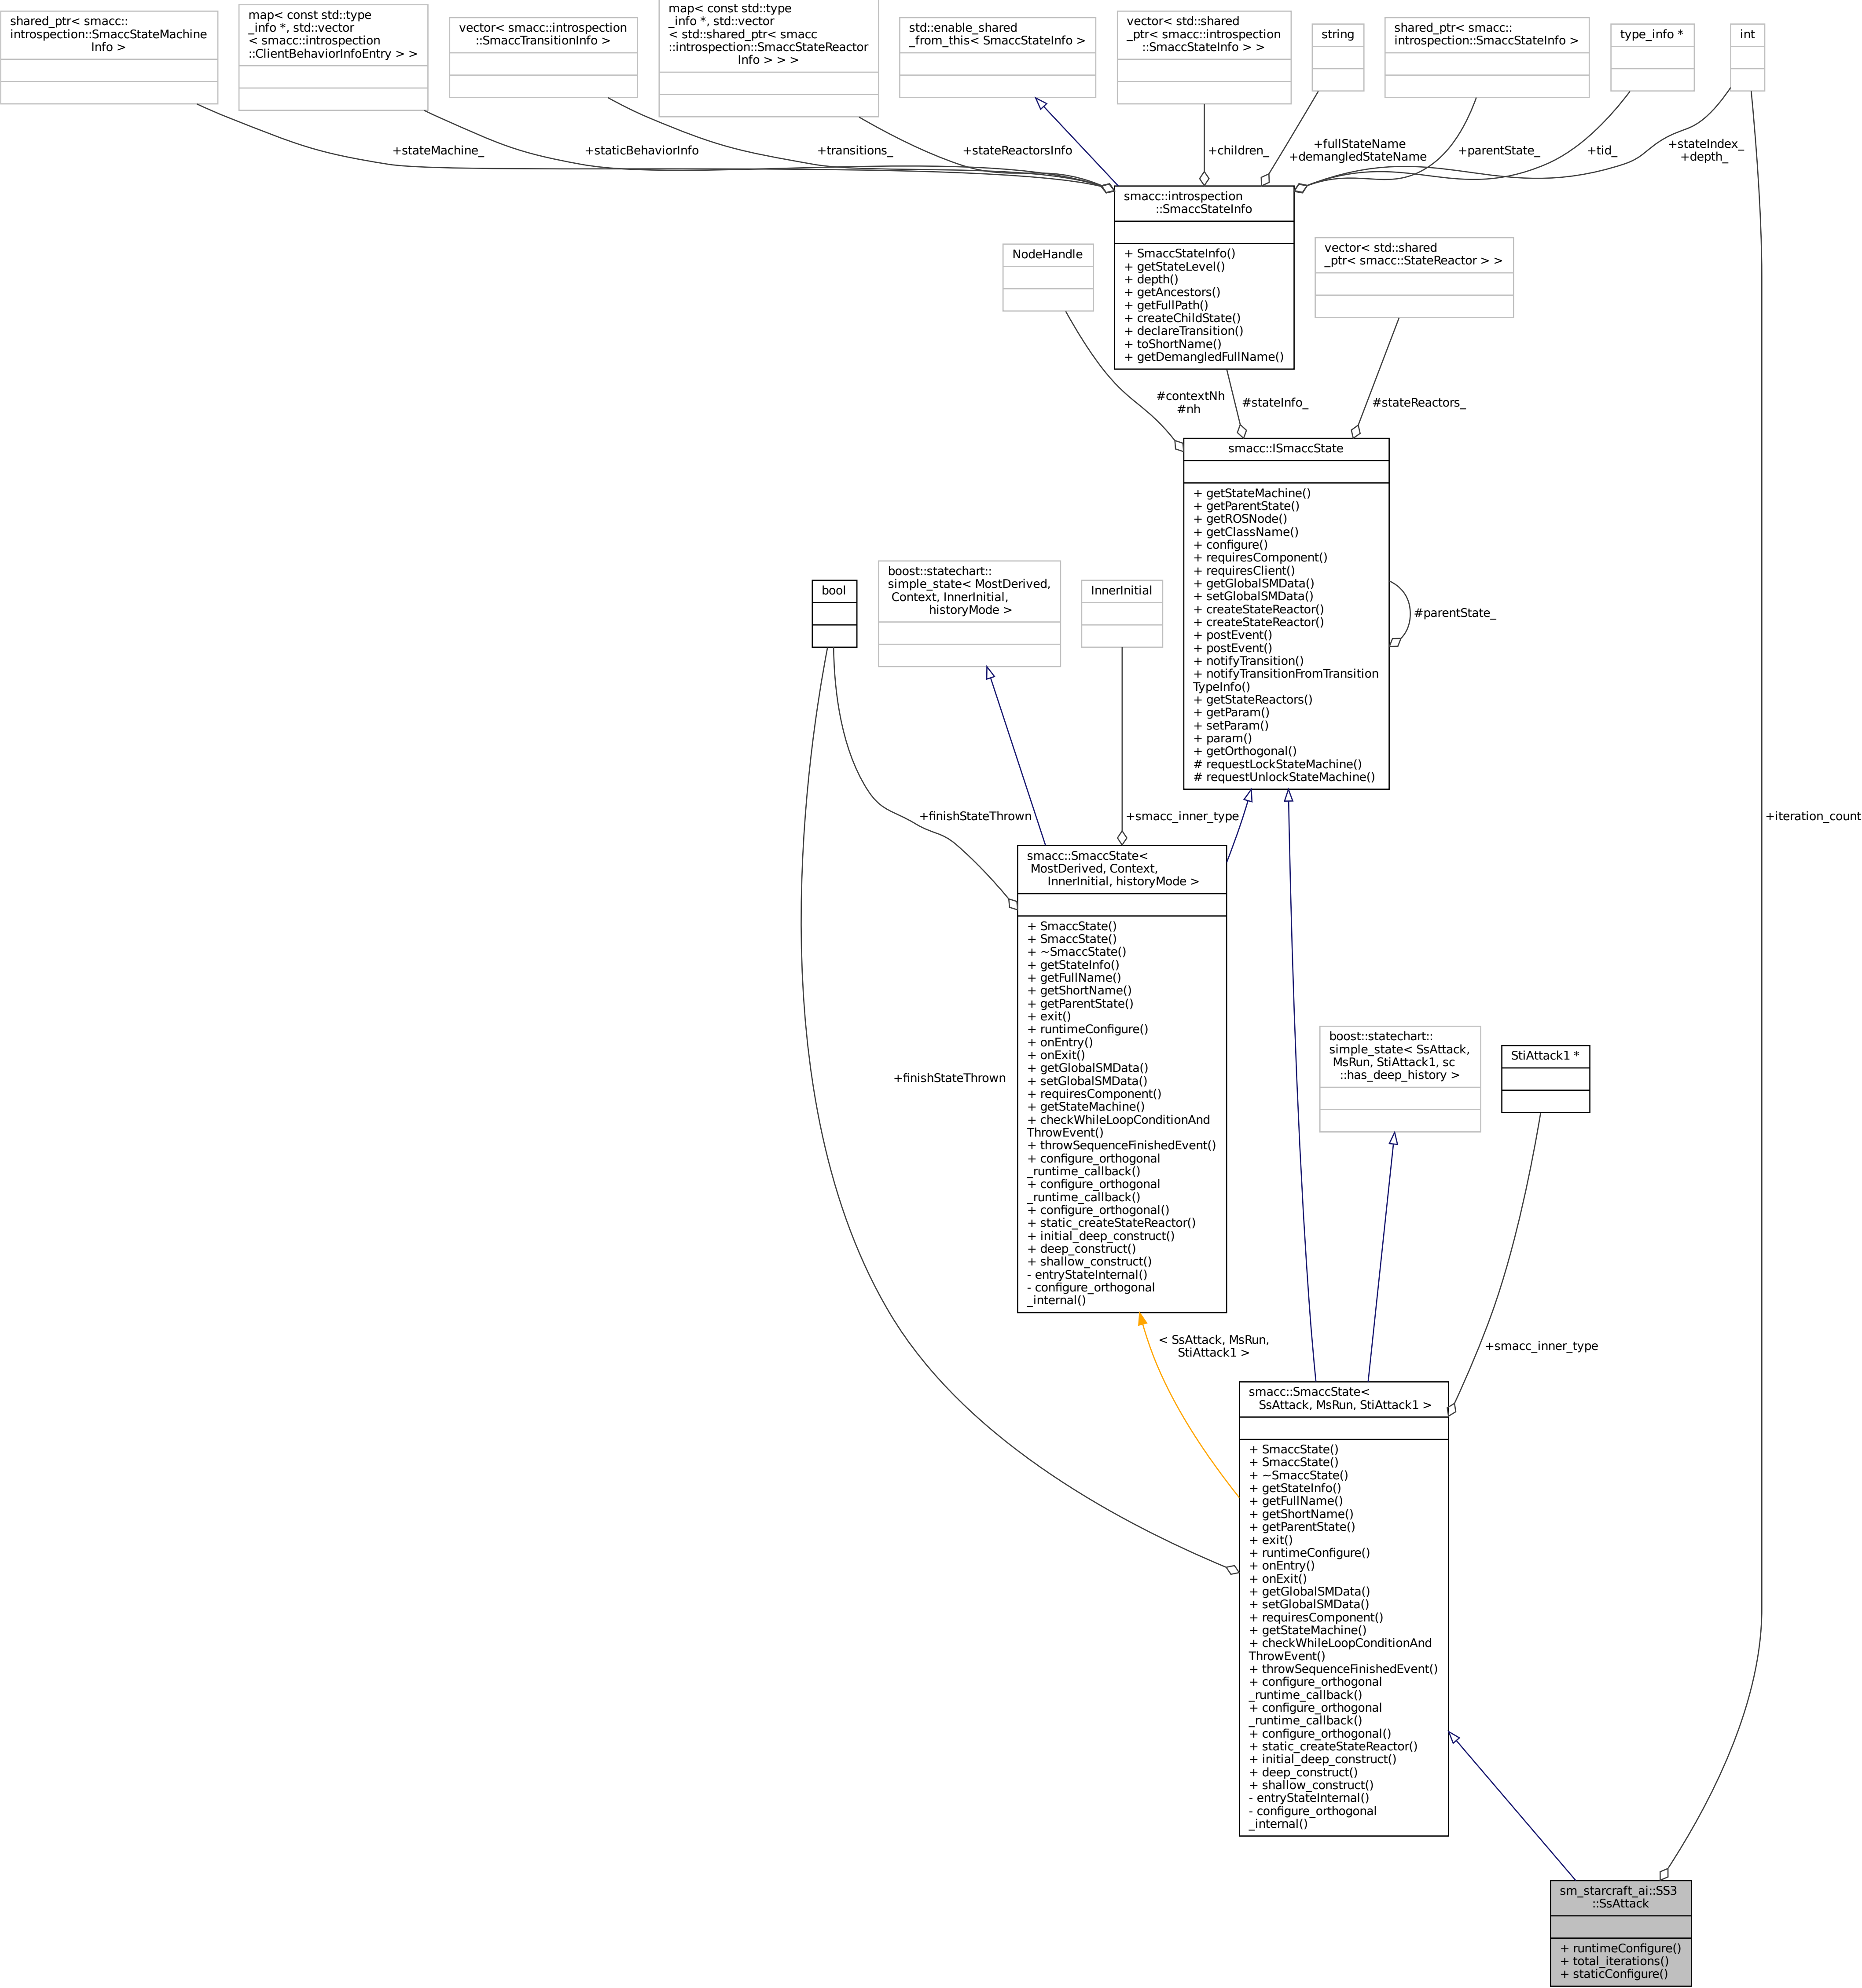 shared_ptr< smacc::
introspection::SmaccStateMachine
Info >
map< const std::type
_info *, std::vector
< smacc::introspection
::ClientBehaviorInfoEntry > >
vector< smacc::introspection
::SmaccTransitionInfo >
map< const std::type
_info *, std::vector
< std::shared_ptr< smacc
::introspection::SmaccStateReactor
Info > > >
std::enable_shared
_from_this< SmaccStateInfo >
vector< std::shared
_ptr< smacc::introspection
::SmaccStateInfo > >
string
shared_ptr< smacc::
introspection::SmaccStateInfo >
type_info *
int
+stateMachine_
+staticBehaviorInfo
+transitions_
+stateReactorsInfo
+children_
+fullStateName
+demangledStateName
+parentState_
+tid_
+stateIndex_
+depth_
smacc::introspection
::SmaccStateInfo
+ SmaccStateInfo()
+ getStateLevel()
+ depth()
+ getAncestors()
+ getFullPath()
+ createChildState()
+ declareTransition()
+ toShortName()
+ getDemangledFullName()
NodeHandle
vector< std::shared
_ptr< smacc::StateReactor > >
#contextNh
#nh
#stateInfo_
#stateReactors_
smacc::ISmaccState
+ getStateMachine()
+ getParentState()
+ getROSNode()
+ getClassName()
+ configure()
+ requiresComponent()
+ requiresClient()
+ getGlobalSMData()
+ setGlobalSMData()
+ createStateReactor()
+ createStateReactor()
+ postEvent()
+ postEvent()
+ notifyTransition()
+ notifyTransitionFromTransition
TypeInfo()
+ getStateReactors()
+ getParam()
+ setParam()
+ param()
+ getOrthogonal()
# requestLockStateMachine()
# requestUnlockStateMachine()
#parentState_
bool
boost::statechart::
simple_state< MostDerived,
Context, InnerInitial,
historyMode >
InnerInitial
+finishStateThrown
+smacc_inner_type
+iteration_count
smacc::SmaccState<
MostDerived, Context,
InnerInitial, historyMode >
+ SmaccState()
+ SmaccState()
+ ~SmaccState()
+ getStateInfo()
+ getFullName()
+ getShortName()
+ getParentState()
+ exit()
+ runtimeConfigure()
+ onEntry()
+ onExit()
+ getGlobalSMData()
+ setGlobalSMData()
+ requiresComponent()
+ getStateMachine()
+ checkWhileLoopConditionAnd
ThrowEvent()
+ throwSequenceFinishedEvent()
+ configure_orthogonal
_runtime_callback()
+ configure_orthogonal
_runtime_callback()
+ configure_orthogonal()
+ static_createStateReactor()
+ initial_deep_construct()
+ deep_construct()
+ shallow_construct()
- entryStateInternal()
- configure_orthogonal
_internal()
+finishStateThrown
boost::statechart::
simple_state< SsAttack,
MsRun, StiAttack1, sc
::has_deep_history >
StiAttack1 *
< SsAttack, MsRun,
StiAttack1 >
+smacc_inner_type
smacc::SmaccState<
SsAttack, MsRun, StiAttack1 >
+ SmaccState()
+ SmaccState()
+ ~SmaccState()
+ getStateInfo()
+ getFullName()
+ getShortName()
+ getParentState()
+ exit()
+ runtimeConfigure()
+ onEntry()
+ onExit()
+ getGlobalSMData()
+ setGlobalSMData()
+ requiresComponent()
+ getStateMachine()
+ checkWhileLoopConditionAnd
ThrowEvent()
+ throwSequenceFinishedEvent()
+ configure_orthogonal
_runtime_callback()
+ configure_orthogonal
_runtime_callback()
+ configure_orthogonal()
+ static_createStateReactor()
+ initial_deep_construct()
+ deep_construct()
+ shallow_construct()
- entryStateInternal()
- configure_orthogonal
_internal()
sm_starcraft_ai::SS3
::SsAttack
+ runtimeConfigure()
+ total_iterations()
+ staticConfigure()